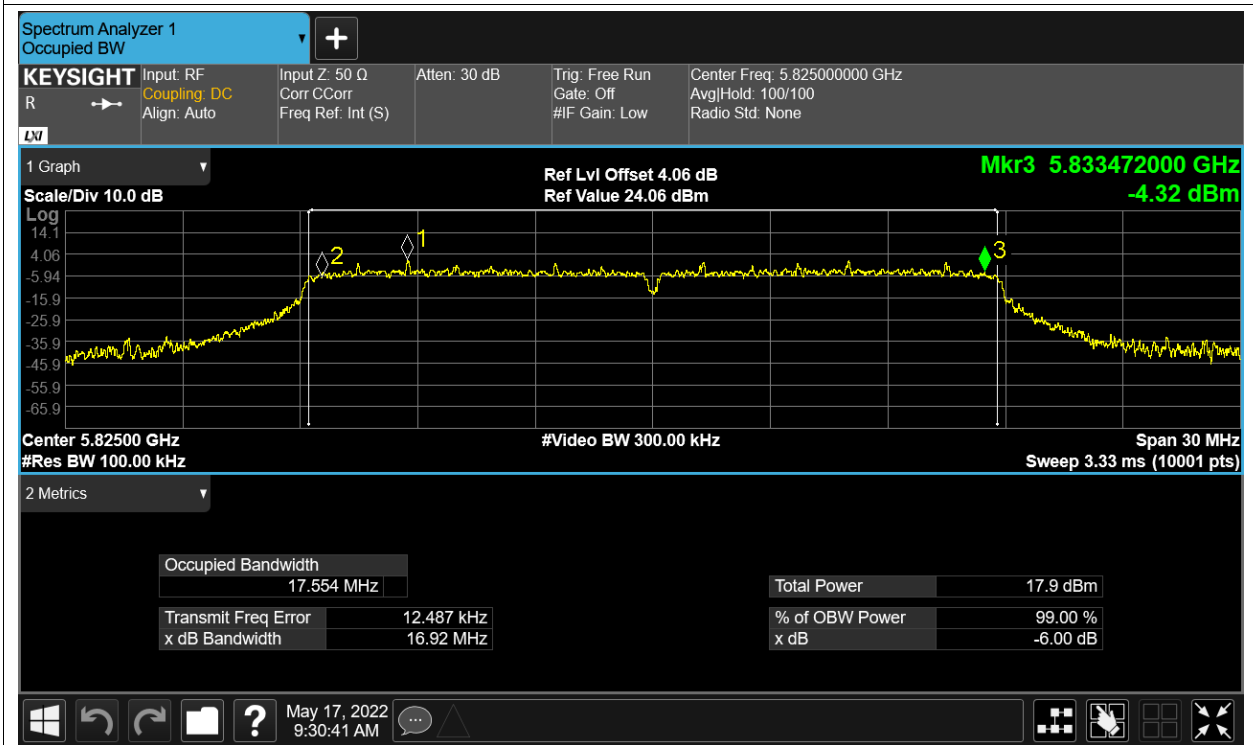 Spectrum Analyzer 1
Occupied BW
▼
+
KEYSIGHT
R
LXI
Input: RF
Coupling: DC
Align: Auto
Input Z: 50 Ω
Corr CCorr
Freq Ref: Int (S)
Atten: 30 dB
Trig: Free Run
Gate: Off
#IF Gain: Low
Center Freq: 5.825000000 GHz
Avg|Hold: 100/100
Radio Std: None
1 Graph
Scale/Div 10.0 dB
Ref Lvl Offset 4.06 dB
Ref Value 24.06 dBm
Mkr3 5.833472000 GHz
-4.32 dBm
Log
14.1
4.06
-5.94
-15.9
-25.9
-35.9
-45.9
-55.9
-65.9
2
1
3
Center 5.82500 GHz
#Res BW 100.00 kHz
#Video BW 300.00 kHz
Span 30 MHz
Sweep 3.33 ms (10001 pts)
2 Metrics
Occupied Bandwidth
17.554 MHz
Transmit Freq Error 12.487 kHz
x dB Bandwidth 16.92 MHz
Total Power 17.9 dBm
% of OBW Power 99.00 %
x dB -6.00 dB
?
May 17, 2022
9:30:41 AM